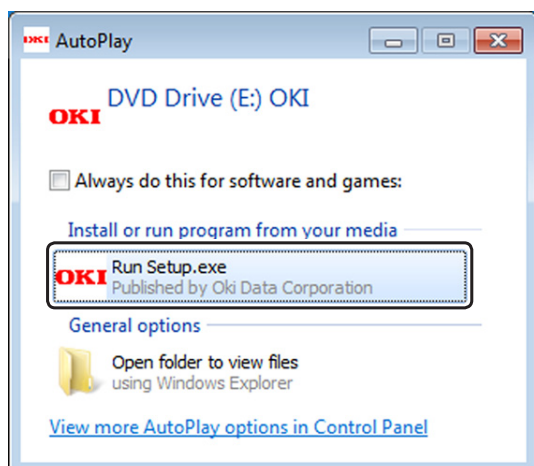 OKI AutoPlay
OKI DVD Drive (E:) OKI
Always do this for software and games:
Install or run program from your media
OKI Run Setup.exe
Published by Oki Data Corporation
General options
Open folder to view files
using Windows Explorer
View more AutoPlay options in Control Panel